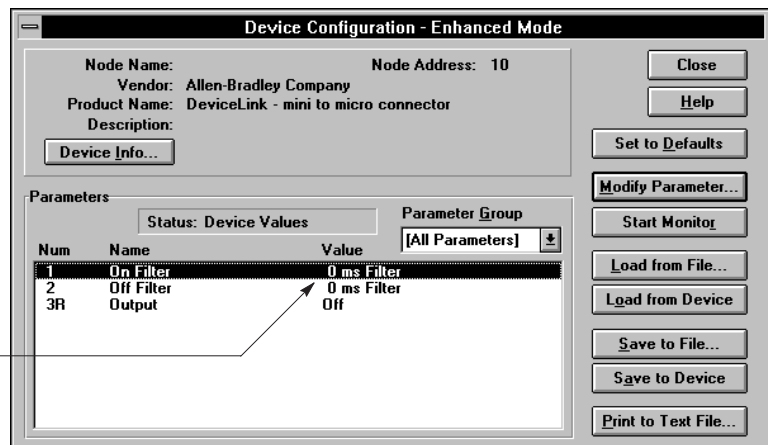 Device Configuration - Enhanced Mode
Node Name: Node Address: 10
Vendor: Allen-Bradley Company
Product Name: DeviceLink - mini to micro connector
Description:
Device Info...
Close
Help
Set to Defaults
Modify Parameter...
Start Monitor
Load from File...
Load from Device
Save to File...
Save to Device
Print to Text File...
Parameters
Status: Device Values
Parameter Group
[All Parameters]
Num Name Value
1 On Filter 0 ms Filter
2 Off Filter 0 ms Filter
3R Output Off